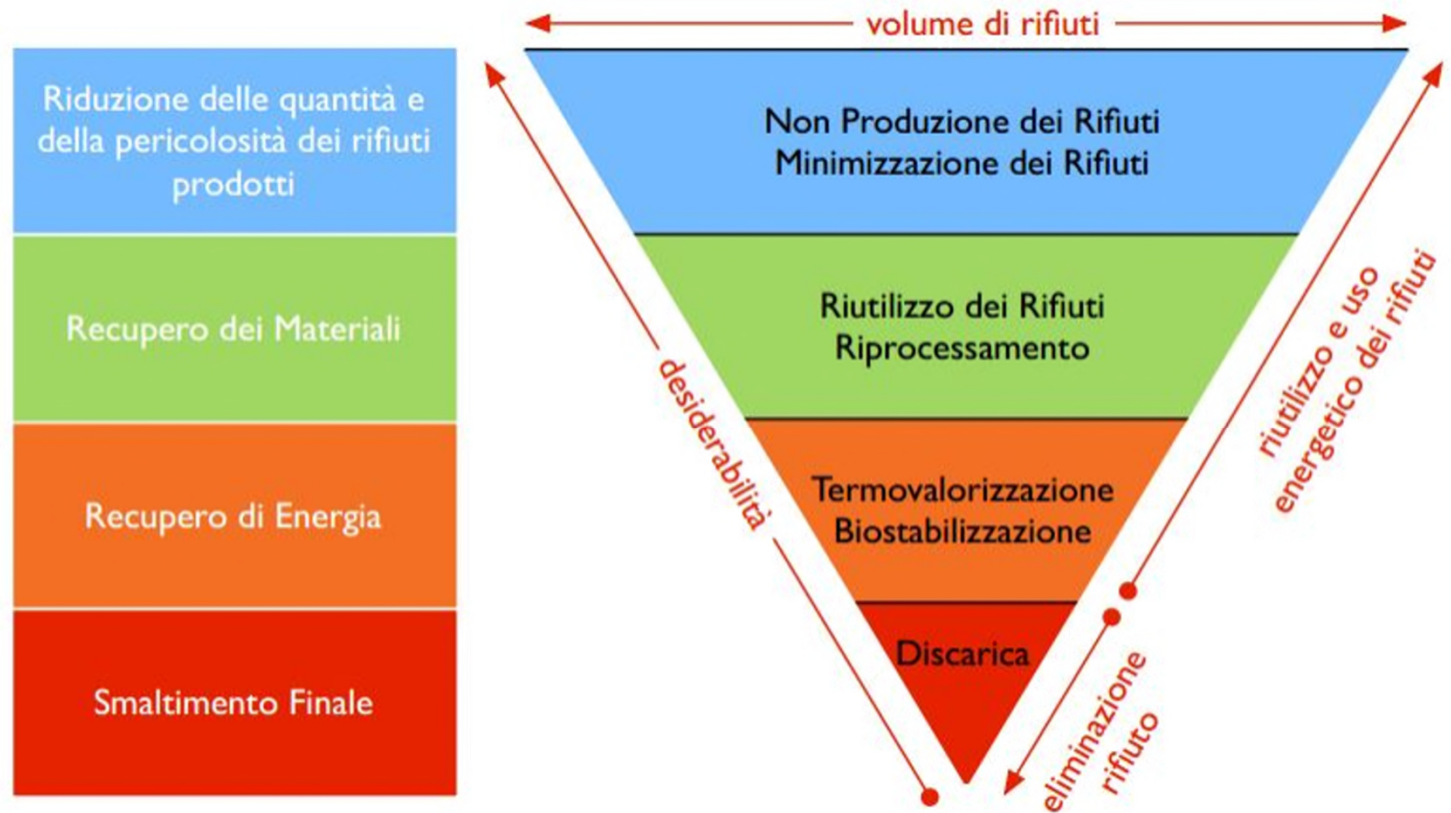 volume di rifiuti
Riduzione delle quantità e
della pericolosità dei rifiuti
prodotti
Non Produzione dei Rifiuti
Minimizzazione dei Rifiuti
Recupero dei Materiali
Riutilizzo dei Rifiuti
Riprocessamento
desiderabilità
riutilizzo e uso
energetico dei rifiuti
Recupero di Energia
Termovalorizzazione
Biostabilizzazione
Smaltimento Finale
Discarica
eliminazione
rifiuto